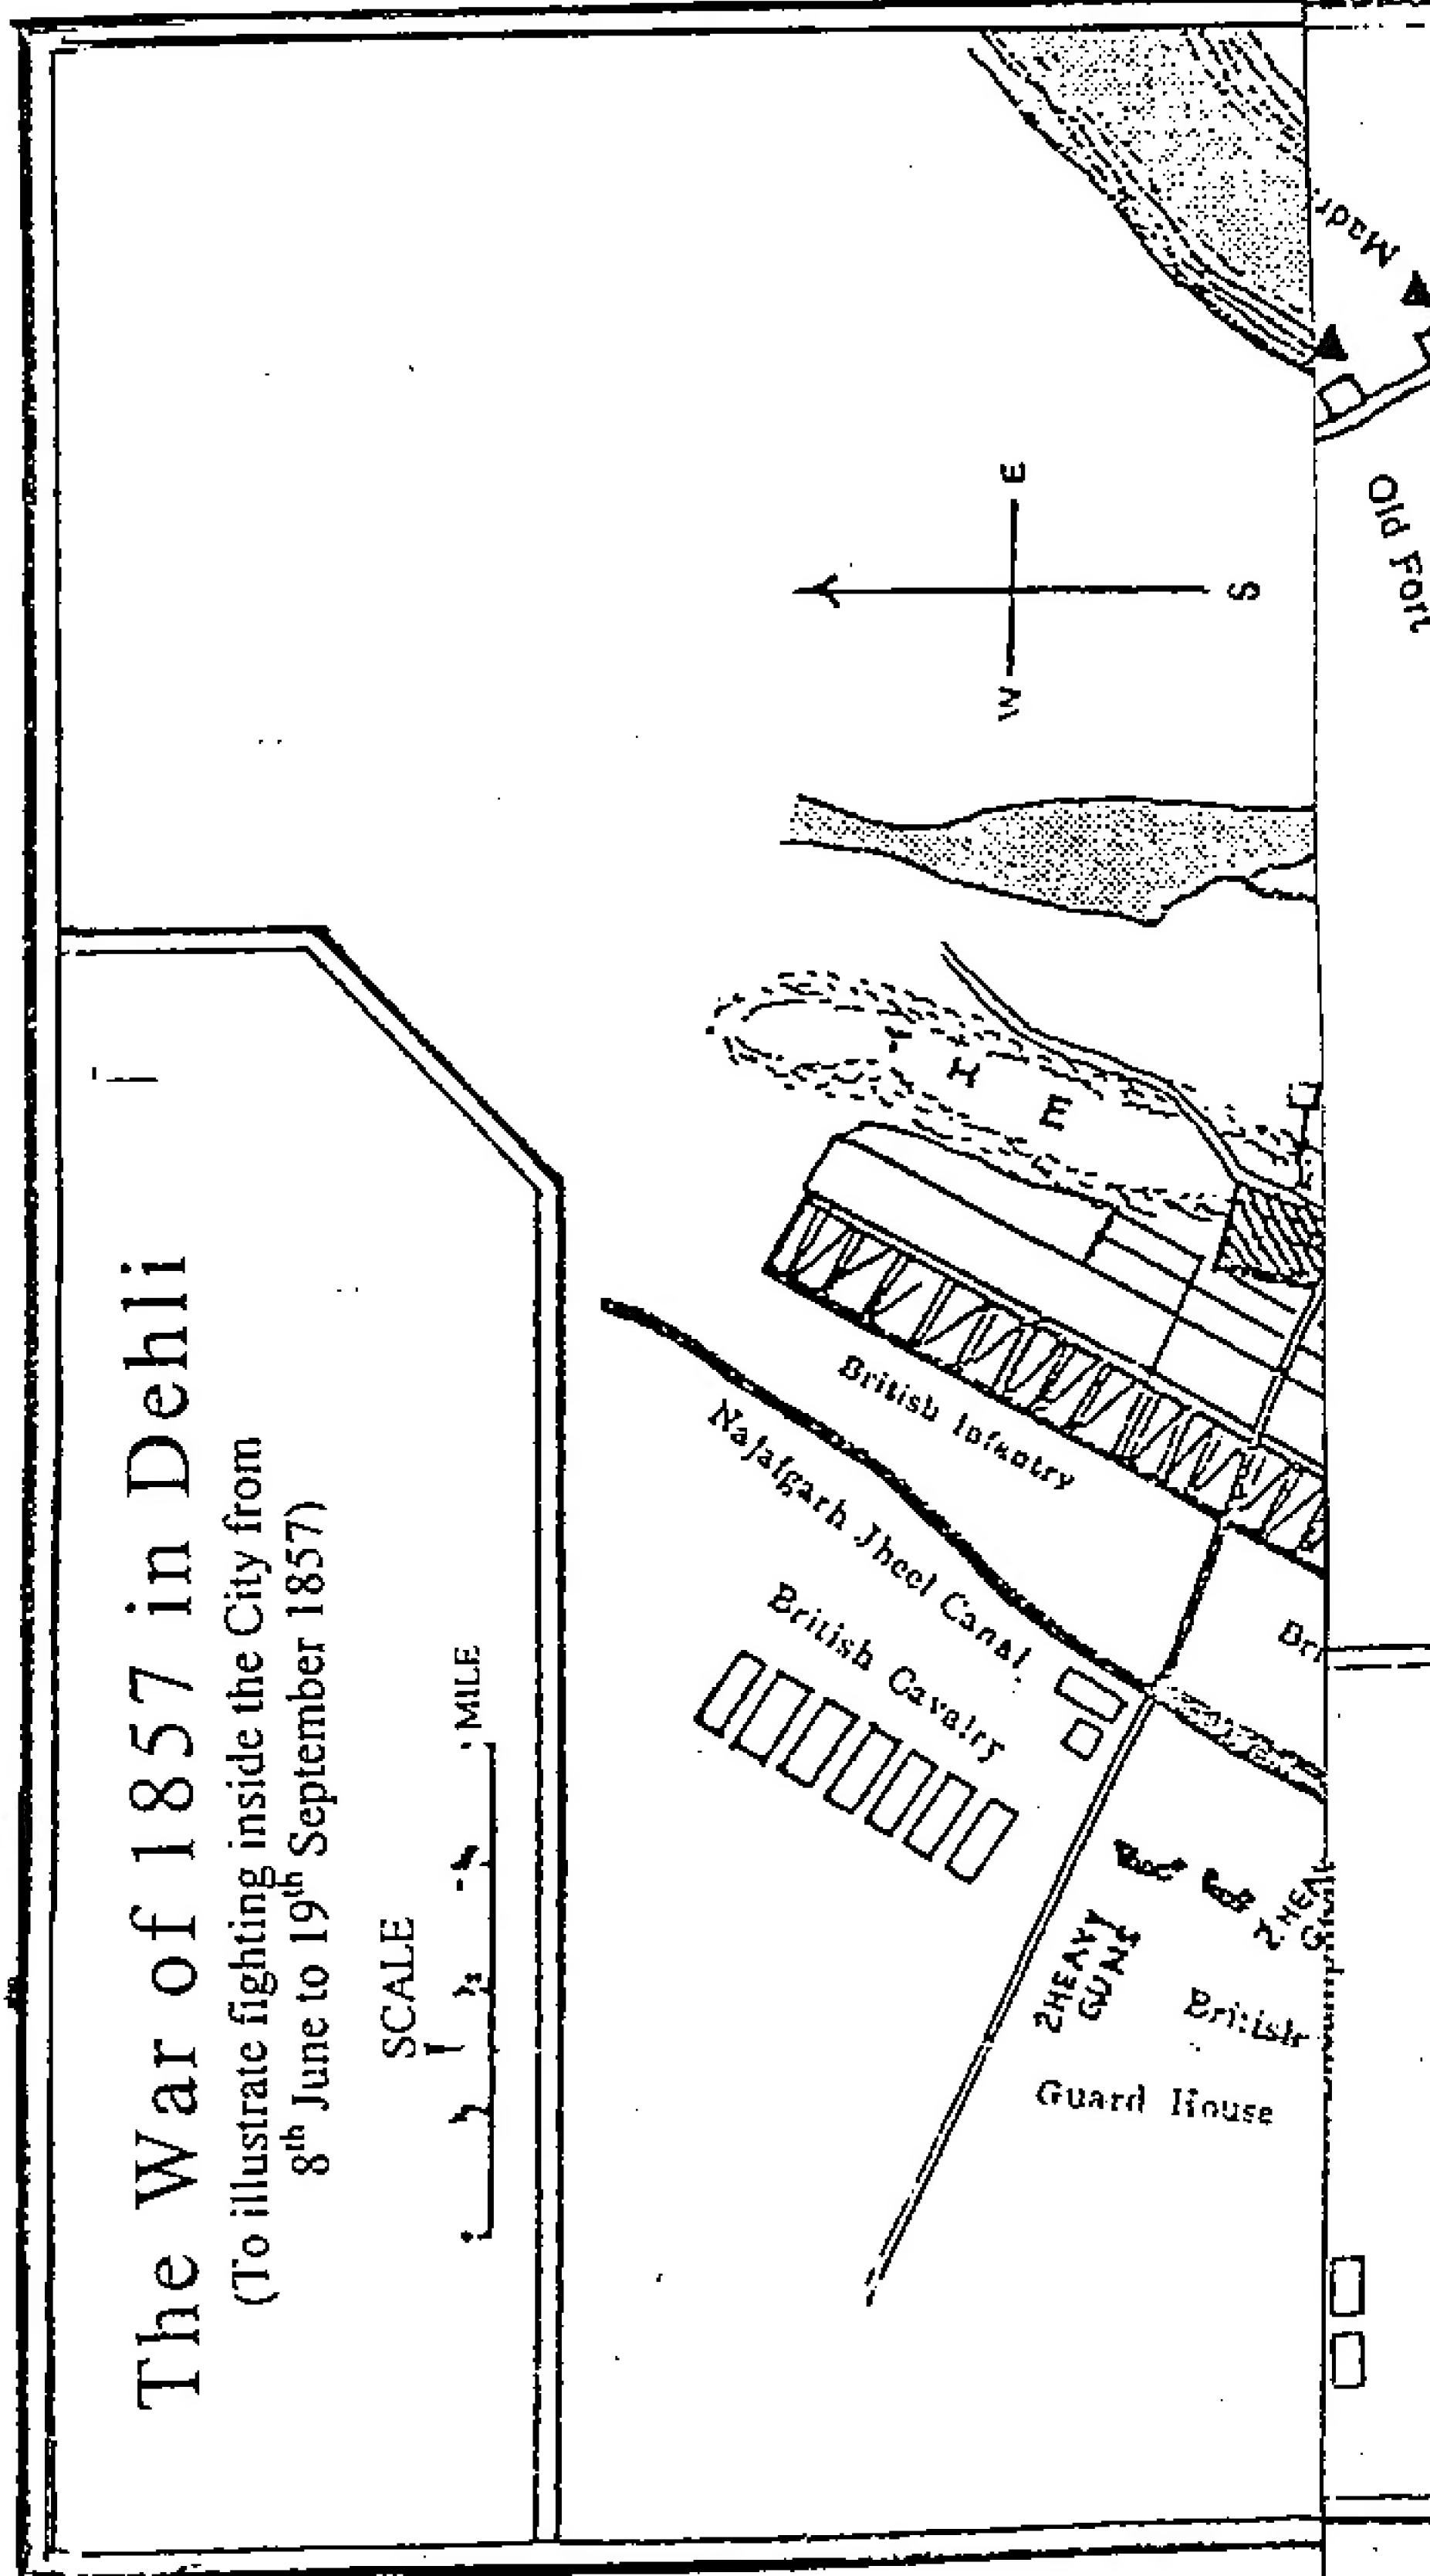 The War of 1857 in Dehli
(To illustrate fighting inside the City from
8th June to 19th September 1857)
SCALE
MILE
W E
S
T H E
British Infantry
Najafgarh Jheel Canal
British Cavalry
2 HEAVY
GUNS
British
Guard House
Old Fort